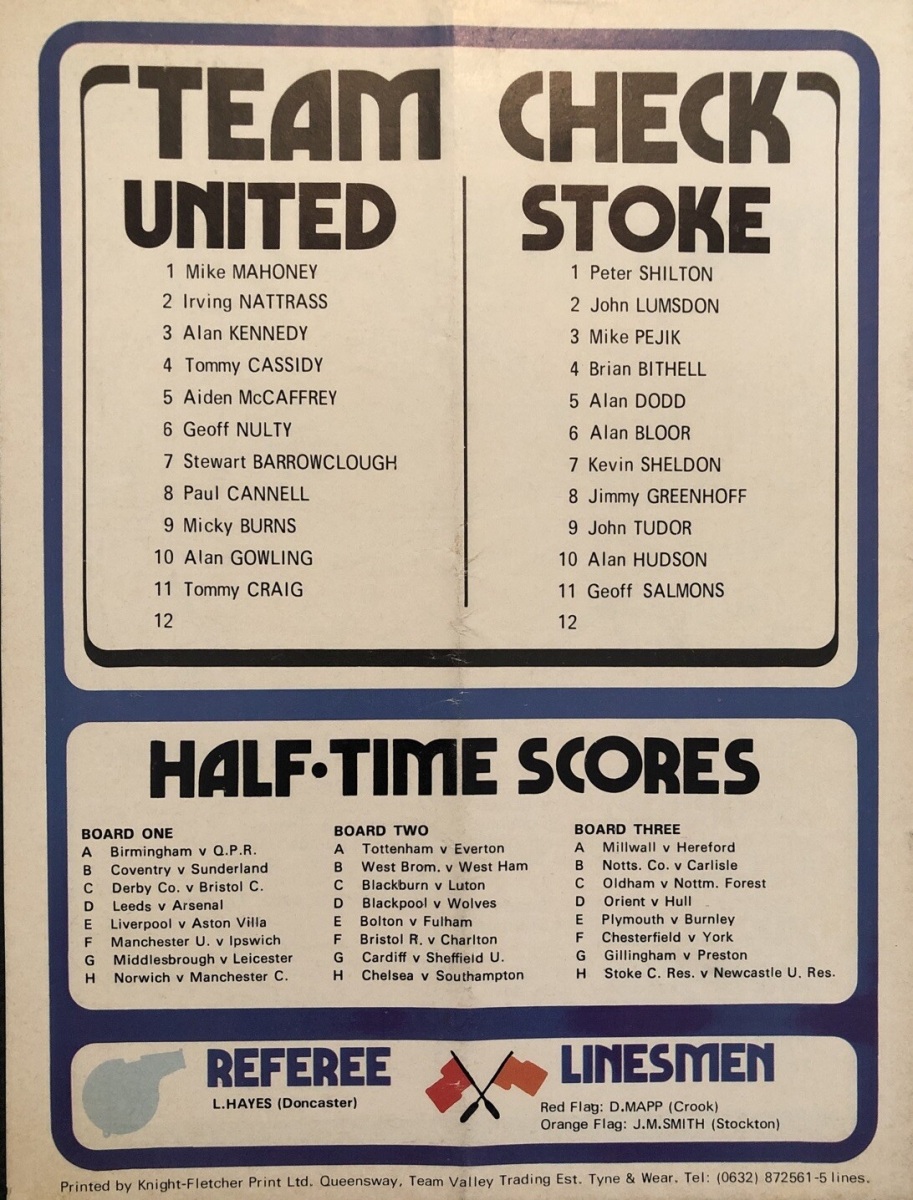 TEAM CHECK
UNITED
1 Mike MAHONEY
2 Irving NATTRASS
3 Alan KENNEDY
4 Tommy CASSIDY
5 Aiden McCAFFREY
6 Geoff NULTY
7 Stewart BARROWCLOUGH
8 Paul CANNELL
9 Micky BURNS
10 Alan GOWLING
11 Tommy CRAIG
12
STOKE
1 Peter SHILTON
2 John LUMSDON
3 Mike PEJIK
4 Brian BITHELL
5 Alan DODD
6 Alan BLOOR
7 Kevin SHELDON
8 Jimmy GREENHOFF
9 John TUDOR
10 Alan HUDSON
11 Geoff SALMONS
12
HALF·TIME SCORES
BOARD ONE
A Birmingham v Q.P.R.
B Coventry v Sunderland
C Derby Co. v Bristol C.
D Leeds v Arsenal
E Liverpool v Aston Villa
F Manchester U. v Ipswich
G Middlesbrough v Leicester
H Norwich v Manchester C.
BOARD TWO
A Tottenham v Everton
B West Brom. v West Ham
C Blackburn v Luton
D Blackpool v Wolves
E Bolton v Fulham
F Bristol R. v Charlton
G Cardiff v Sheffield U.
H Chelsea v Southampton
BOARD THREE
A Millwall v Hereford
B Notts. Co. v Carlisle
C Oldham v Nottm. Forest
D Orient v Hull
E Plymouth v Burnley
F Chesterfield v York
G Gillingham v Preston
H Stoke C. Res. v Newcastle U. Res.
REFEREE
L.HAYES (Doncaster)
LINESMEN
Red Flag: D.MAPP (Crook)
Orange Flag: J.M.SMITH (Stockton)
Printed by Knight-Fletcher Print Ltd. Queensway, Team Valley Trading Est. Tyne & Wear. Tel: (0632) 872561-5 lines.